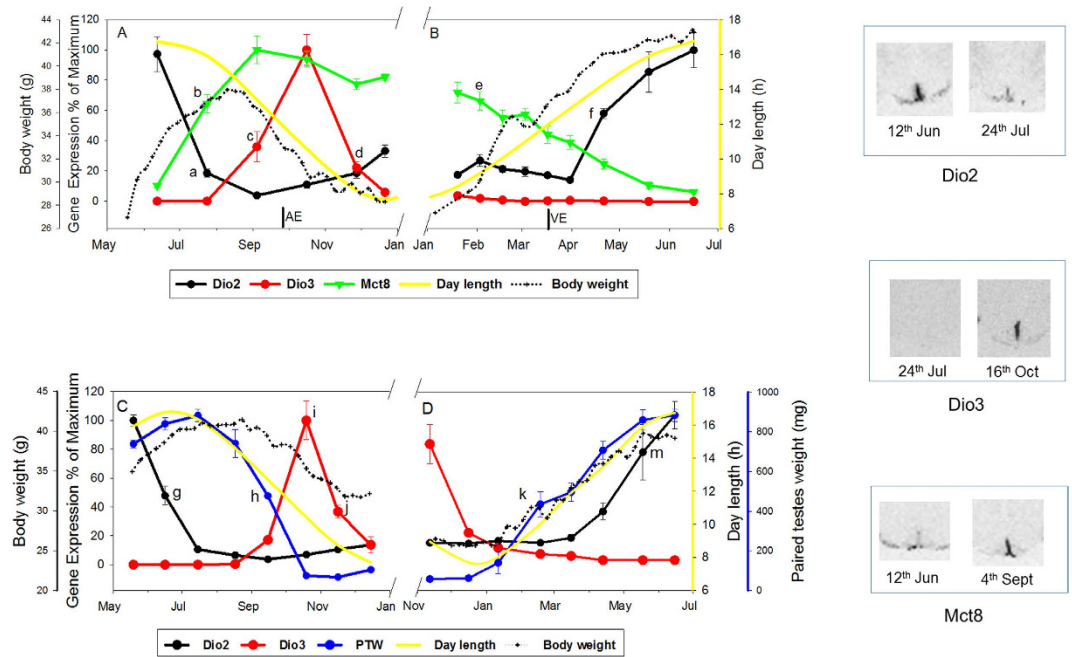 A
B
Body weight (g)
44
42
40
38
36
34
32
30
28
26
Gene Expression % of Maximum
120
100
80
60
40
20
0
a
b
c
d
e
f
AE
VE
18
16
14
12
10
8
6
Day length (h)
May Jul Sep Nov Jan
Jan Feb Mar Apr May Jun Jul
Dio2 Dio3 Mct8 Day length Body weight
C
D
Body weight (g)
45
40
35
30
25
20
Gene Expression % of Maximum
120
100
80
60
40
20
0
g
h
i
j
k
m
18
16
14
12
10
8
6
Day length (h)
1000
800
600
400
200
0
Paired testes weight (mg)
May Jul Sep Nov Jan
Nov Jan Mar May Jul
Dio2 Dio3 PTW Day length Body weight
12th Jun 24th Jul
Dio2
24th Jul 16th Oct
Dio3
12th Jun 4th Sept
Mct8